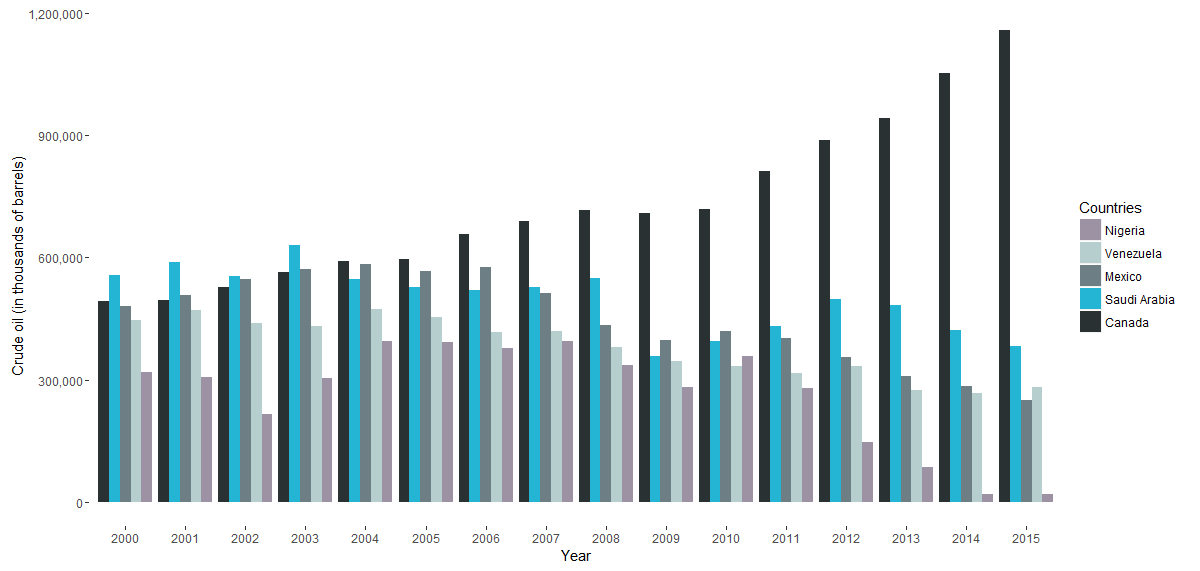 1,200,000
900,000
600,000
300,000
0
Crude oil (in thousands of barrels)
2000 2001 2002 2003 2004 2005 2006 2007 2008 2009 2010 2011 2012 2013 2014 2015
Year
Countries
Nigeria
Venezuela
Mexico
Saudi Arabia
Canada